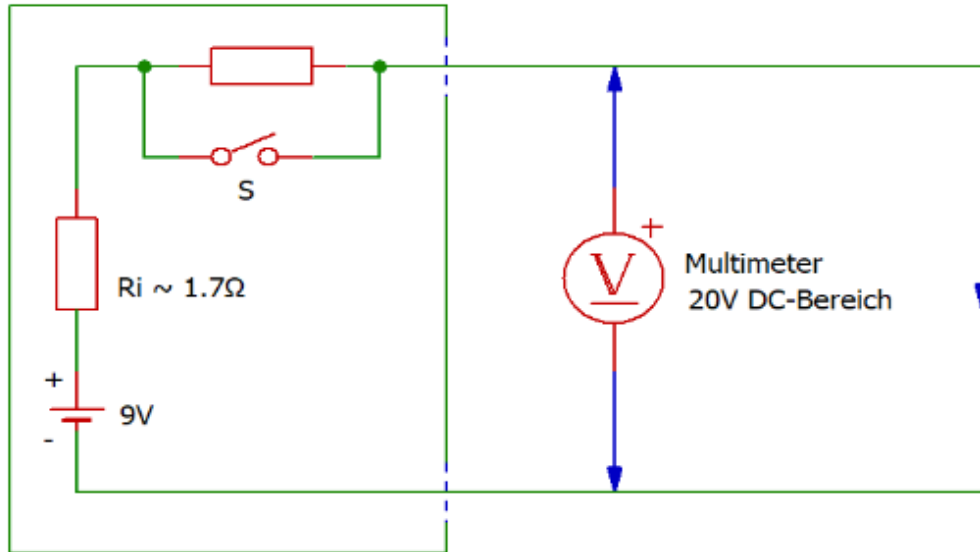 S
Ri ~ 1.7Ω
+
9V
-
+
V
Multimeter
20V DC-Bereich